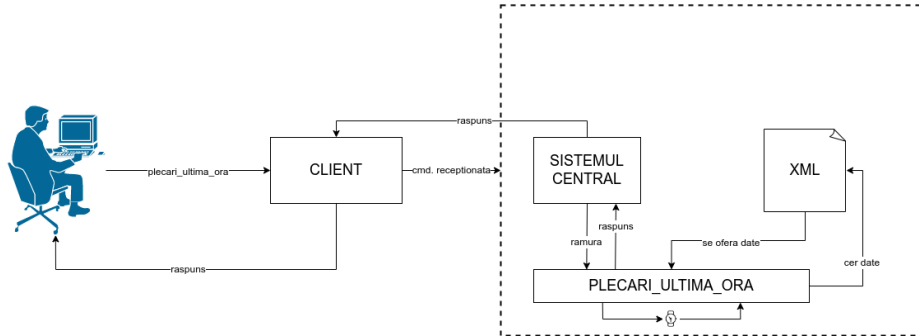 raspuns
plecari_ultima_ora
CLIENT
cmd. receptionata
SISTEMUL
CENTRAL
XML
raspuns
ramura
se ofera date
cer date
raspuns
PLECARI_ULTIMA_ORA